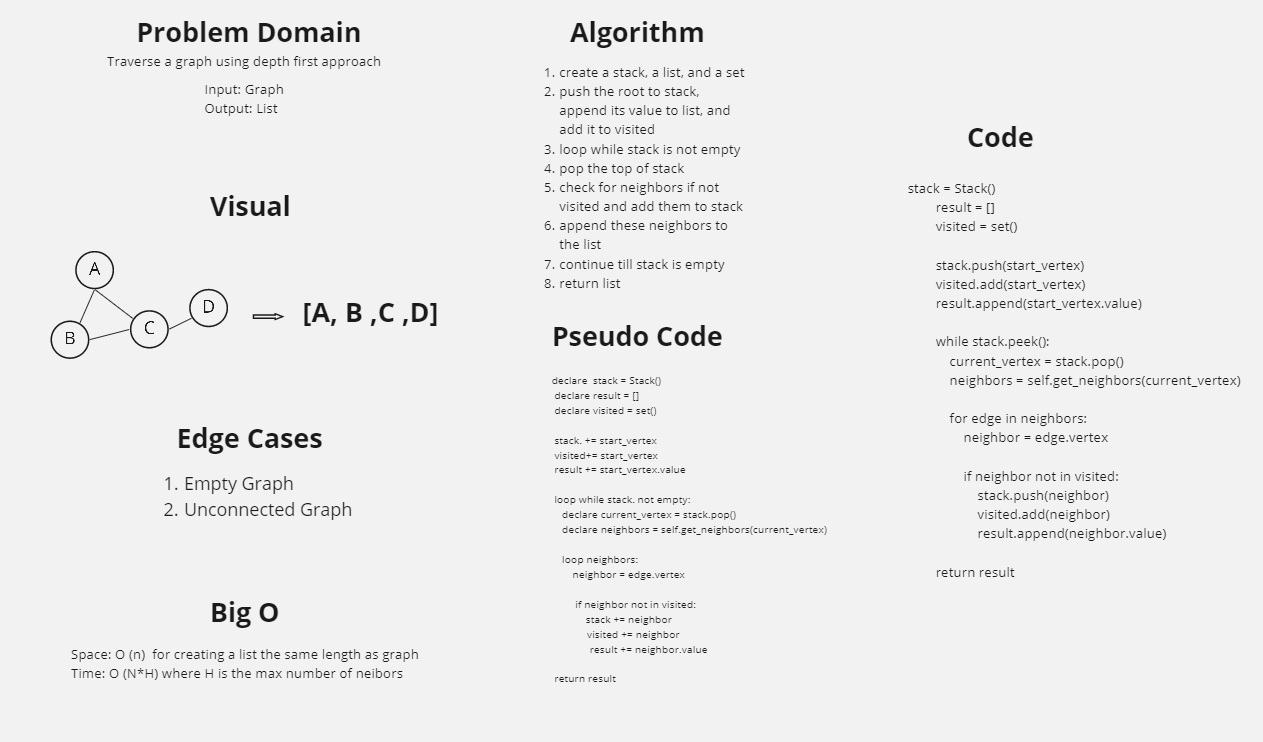 Problem Domain
Traverse a graph using depth first approach
Input: Graph
Output: List
Visual
A
B
C
D
[A, B ,C ,D]
Edge Cases
1. Empty Graph
2. Unconnected Graph
Big O
Space: O (n)  for creating a list the same length as graph
Time: O (N*H) where H is the max number of neibors
Algorithm
1. create a stack, a list, and a set
2. push the root to stack,
append its value to list, and
add it to visited
3. loop while stack is not empty
4. pop the top of stack
5. check for neighbors if not
visited and add them to stack
6. append these neighbors to
the list
7. continue till stack is empty
8. return list
Pseudo Code
declare  stack = Stack()
declare result = []
declare visited = set()
stack. += start_vertex
visited+= start_vertex
result += start_vertex.value
loop while stack. not empty:
declare current_vertex = stack.pop()
declare neighbors = self.get_neighbors(current_vertex)
loop neighbors:
neighbor = edge.vertex
if neighbor not in visited:
stack += neighbor
visited += neighbor
result += neighbor.value
return result
Code
stack = Stack()
result = []
visited = set()
stack.push(start_vertex)
visited.add(start_vertex)
result.append(start_vertex.value)
while stack.peek():
current_vertex = stack.pop()
neighbors = self.get_neighbors(current_vertex)
for edge in neighbors:
neighbor = edge.vertex
if neighbor not in visited:
stack.push(neighbor)
visited.add(neighbor)
result.append(neighbor.value)
return result